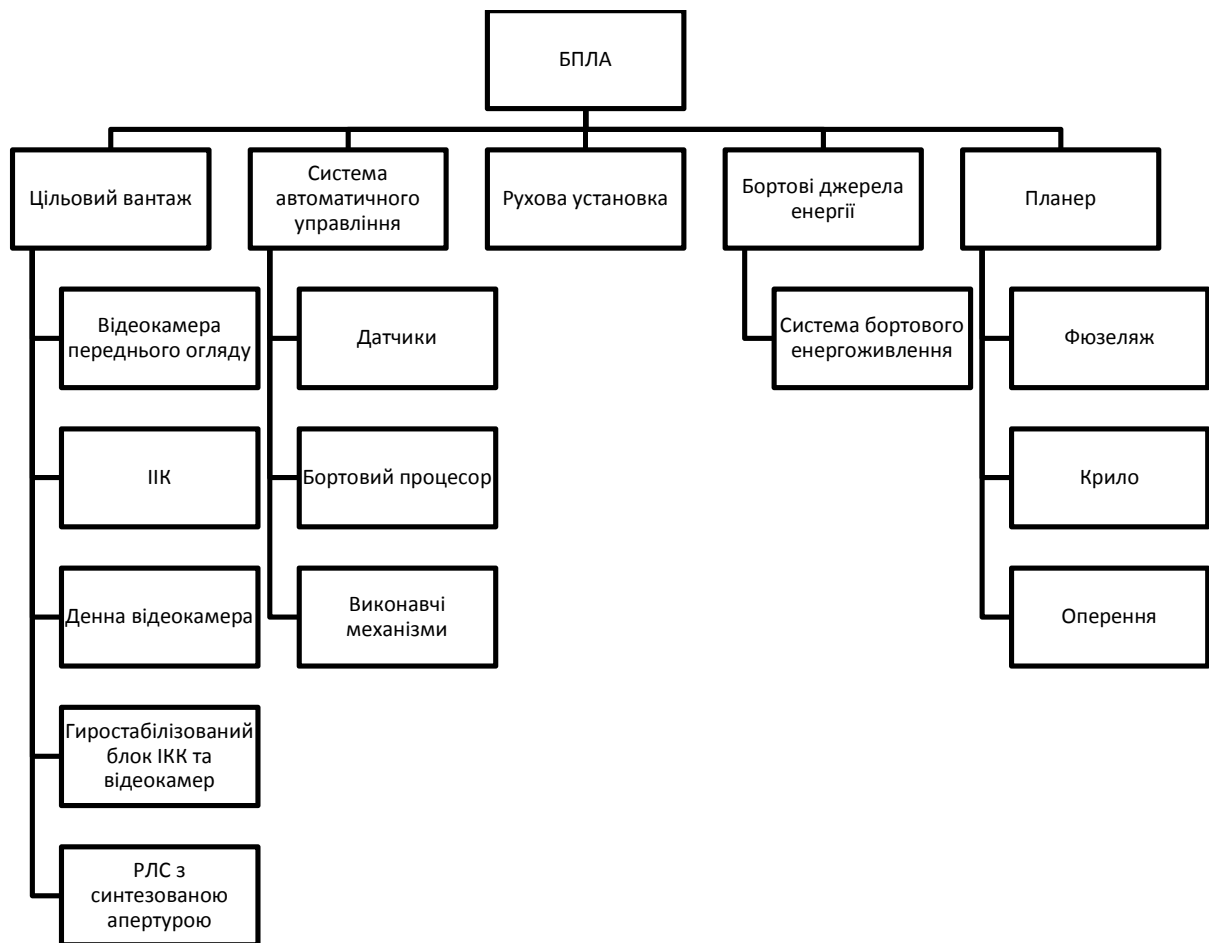 БПЛА
Цільовий вантаж
Система
автоматичного
управління
Рухова установка
Бортові джерела
енергії
Планер
Відеокамера
переднього огляду
Датчики
Система бортового
енергоживлення
Фюзеляж
ІІК
Бортовий процесор
Крило
Денна відеокамера
Виконавчі
механізми
Оперення
Гиростабілізований
блок ІКК та
відеокамер
РЛС з
синтезованою
апертурою